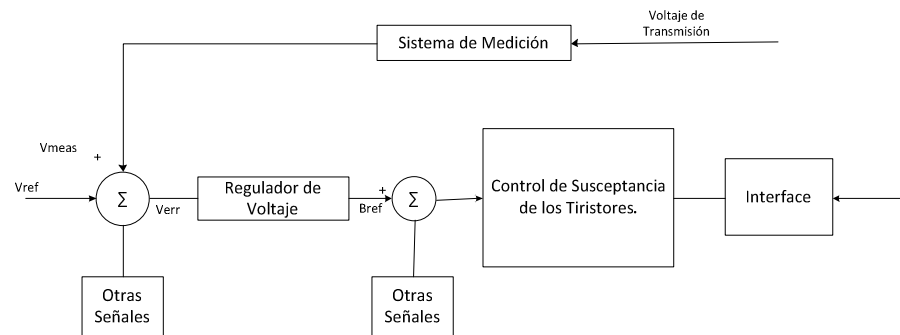 Voltaje de
Transmisión
Sistema de Medición
Vmeas
+
Vref
Σ
Verr
Regulador de
Voltaje
+
Bref
Σ
Control de Susceptancia
de los Tiristores.
Interface
Otras
Señales
Otras
Señales